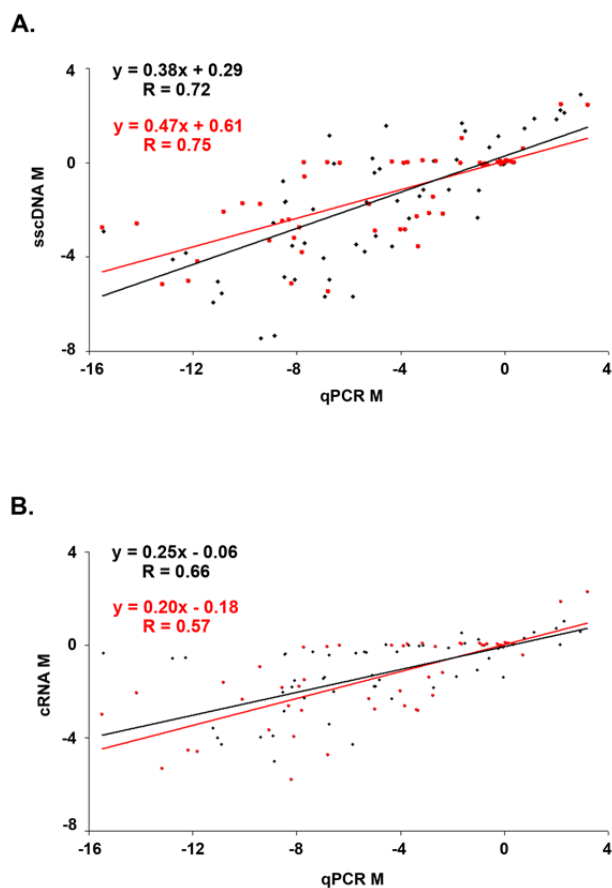 A.
y = 0.38x + 0.29
R = 0.72
y = 0.47x + 0.61
R = 0.75
4
0
-4
-8
sscDNA M
-16
-12
-8
-4
0
4
qPCR M
B.
y = 0.25x - 0.06
R = 0.66
y = 0.20x - 0.18
R = 0.57
4
0
-4
-8
cRNA M
-16
-12
-8
-4
0
4
qPCR M